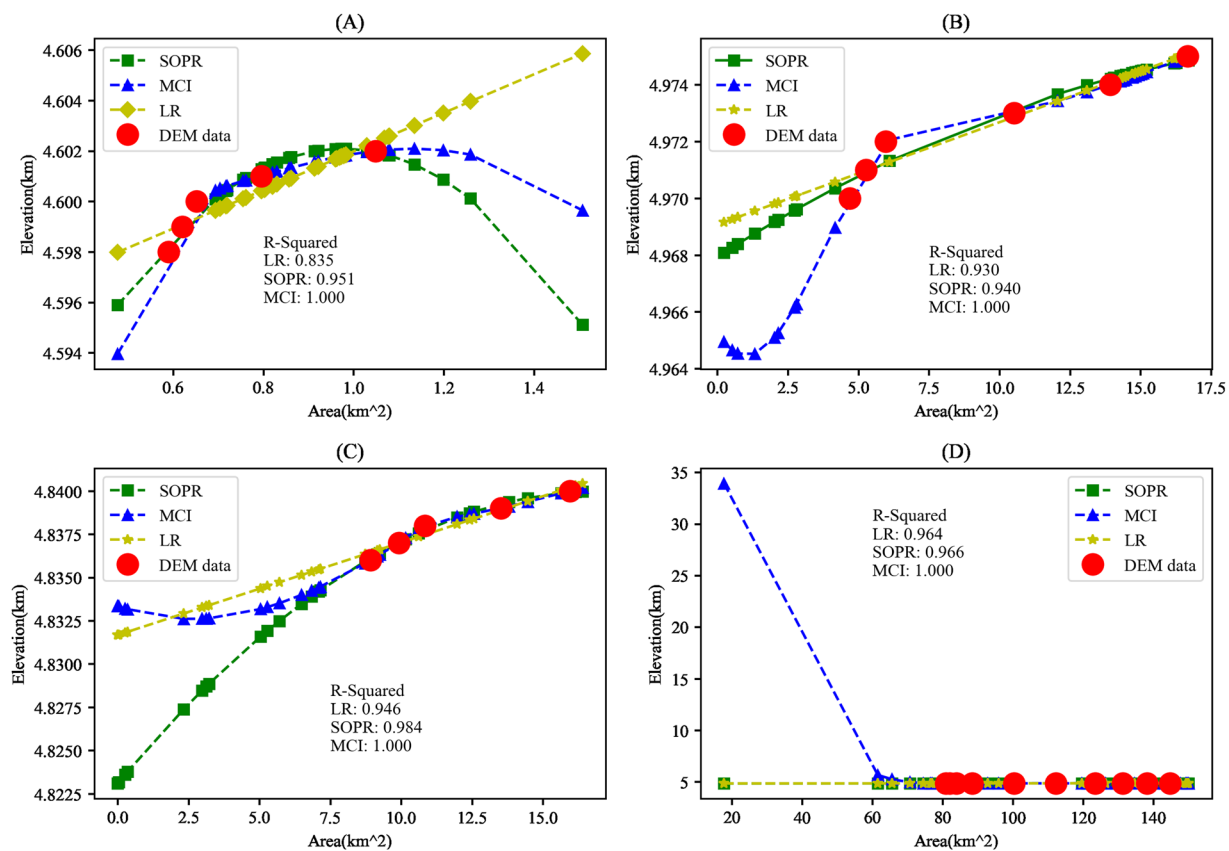 (A)
4.606
4.604
4.602
4.600
4.598
4.596
4.594
Elevation(km)
SOPR
MCI
LR
DEM data
R-Squared
LR: 0.835
SOPR: 0.951
MCI: 1.000
0.6 0.8 1.0 1.2 1.4
Area(km^2)
(B)
4.974
4.972
4.970
4.968
4.966
4.964
Elevation(km)
SOPR
MCI
LR
DEM data
R-Squared
LR: 0.930
SOPR: 0.940
MCI: 1.000
0.0 2.5 5.0 7.5 10.0 12.5 15.0 17.5
Area(km^2)
(C)
4.8400
4.8375
4.8350
4.8325
4.8300
4.8275
4.8250
4.8225
Elevation(km)
SOPR
MCI
LR
DEM data
R-Squared
LR: 0.946
SOPR: 0.984
MCI: 1.000
0.0 2.5 5.0 7.5 10.0 12.5 15.0
Area(km^2)
(D)
35
30
25
20
15
10
5
Elevation(km)
R-Squared
LR: 0.964
SOPR: 0.966
MCI: 1.000
SOPR
MCI
LR
DEM data
20 40 60 80 100 120 140
Area(km^2)